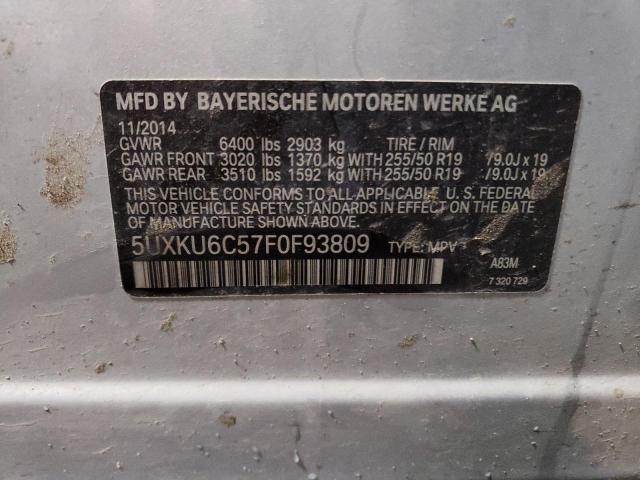 MFD BY BAYERISCHE MOTOREN WERKE AG
11/2014
GVWR 6400 lbs 2903 kg TIRE / RIM
GAWR FRONT 3020 lbs 1370 kg WITH 255/50 R19 /9.0J x 19
GAWR REAR 3510 lbs 1592 kg WITH 255/50 R19 /9.0J x 19
THIS VEHICLE CONFORMS TO ALL APPLICABLE U. S. FEDERAL
MOTOR VEHICLE SAFETY STANDARDS IN EFFECT ON THE DATE
OF MANUFACTURE SHOWN ABOVE.
5UXKU6C57F0F93809 TYPE: MPV
A83M
7 320 729